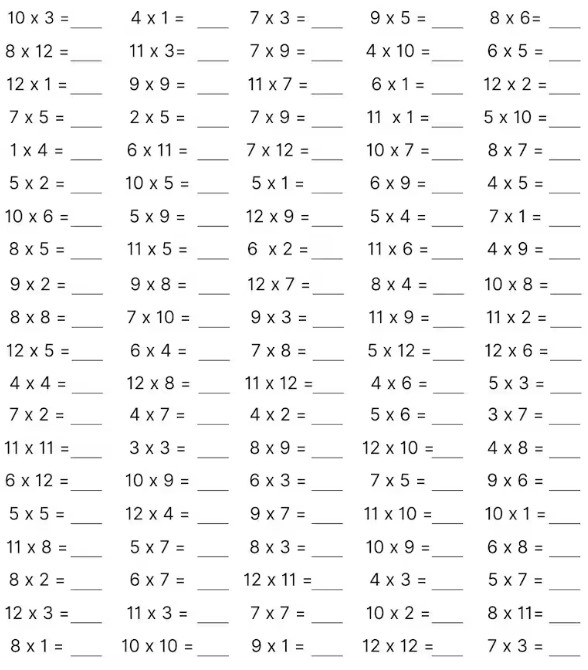 10 x 3 =____ 4 x 1 = ____ 7 x 3 = ____ 9 x 5 = ____ 8 x 6= ____
8 x 12 =____ 11 x 3= ____ 7 x 9 = ____ 4 x 10 =____ 6 x 5 = ____
12 x 1 =____ 9 x 9 = ____ 11 x 7 = ____ 6 x 1 = ____ 12 x 2 =____
7 x 5 = ____ 2 x 5 = ____ 7 x 9 = ____ 11 x 1 =____ 5 x 10 =____
1 x 4 = ____ 6 x 11 = ____ 7 x 12 = ____ 10 x 7 =____ 8 x 7 = ____
5 x 2 = ____ 10 x 5 = ____ 5 x 1 = ____ 6 x 9 = ____ 4 x 5 = ____
10 x 6 =____ 5 x 9 = ____ 12 x 9 =____ 5 x 4 = ____ 7 x 1 = ____
8 x 5 = ____ 11 x 5 = ____ 6 x 2 =____ 11 x 6 =____ 4 x 9 = ____
9 x 2 = ____ 9 x 8 = ____ 12 x 7 =____ 8 x 4 = ____ 10 x 8 =____
8 x 8 = ____ 7 x 10 = ____ 9 x 3 = ____ 11 x 9 =____ 11 x 2 =____
12 x 5 =____ 6 x 4 = ____ 7 x 8 = ____ 5 x 12 =____ 12 x 6 =____
4 x 4 = ____ 12 x 8 = ____ 11 x 12 =____ 4 x 6 = ____ 5 x 3 = ____
7 x 2 = ____ 4 x 7 = ____ 4 x 2 = ____ 5 x 6 = ____ 3 x 7 = ____
11 x 11 =____ 3 x 3 = ____ 8 x 9 = ____ 12 x 10 =____ 4 x 8 = ____
6 x 12 =____ 10 x 9 = ____ 6 x 3 = ____ 7 x 5 = ____ 9 x 6 = ____
5 x 5 = ____ 12 x 4 = ____ 9 x 7 = ____ 11 x 10 =____ 10 x 1 =____
11 x 8 =____ 5 x 7 = ____ 8 x 3 = ____ 10 x 9 =____ 6 x 8 = ____
8 x 2 = ____ 6 x 7 = ____ 12 x 11 =____ 4 x 3 = ____ 5 x 7 = ____
12 x 3 =____ 11 x 3 = ____ 7 x 7 = ____ 10 x 2 =____ 8 x 11=____
8 x 1 = ____ 10 x 10 = ____ 9 x 1 = ____ 12 x 12 =____ 7 x 3 = ____